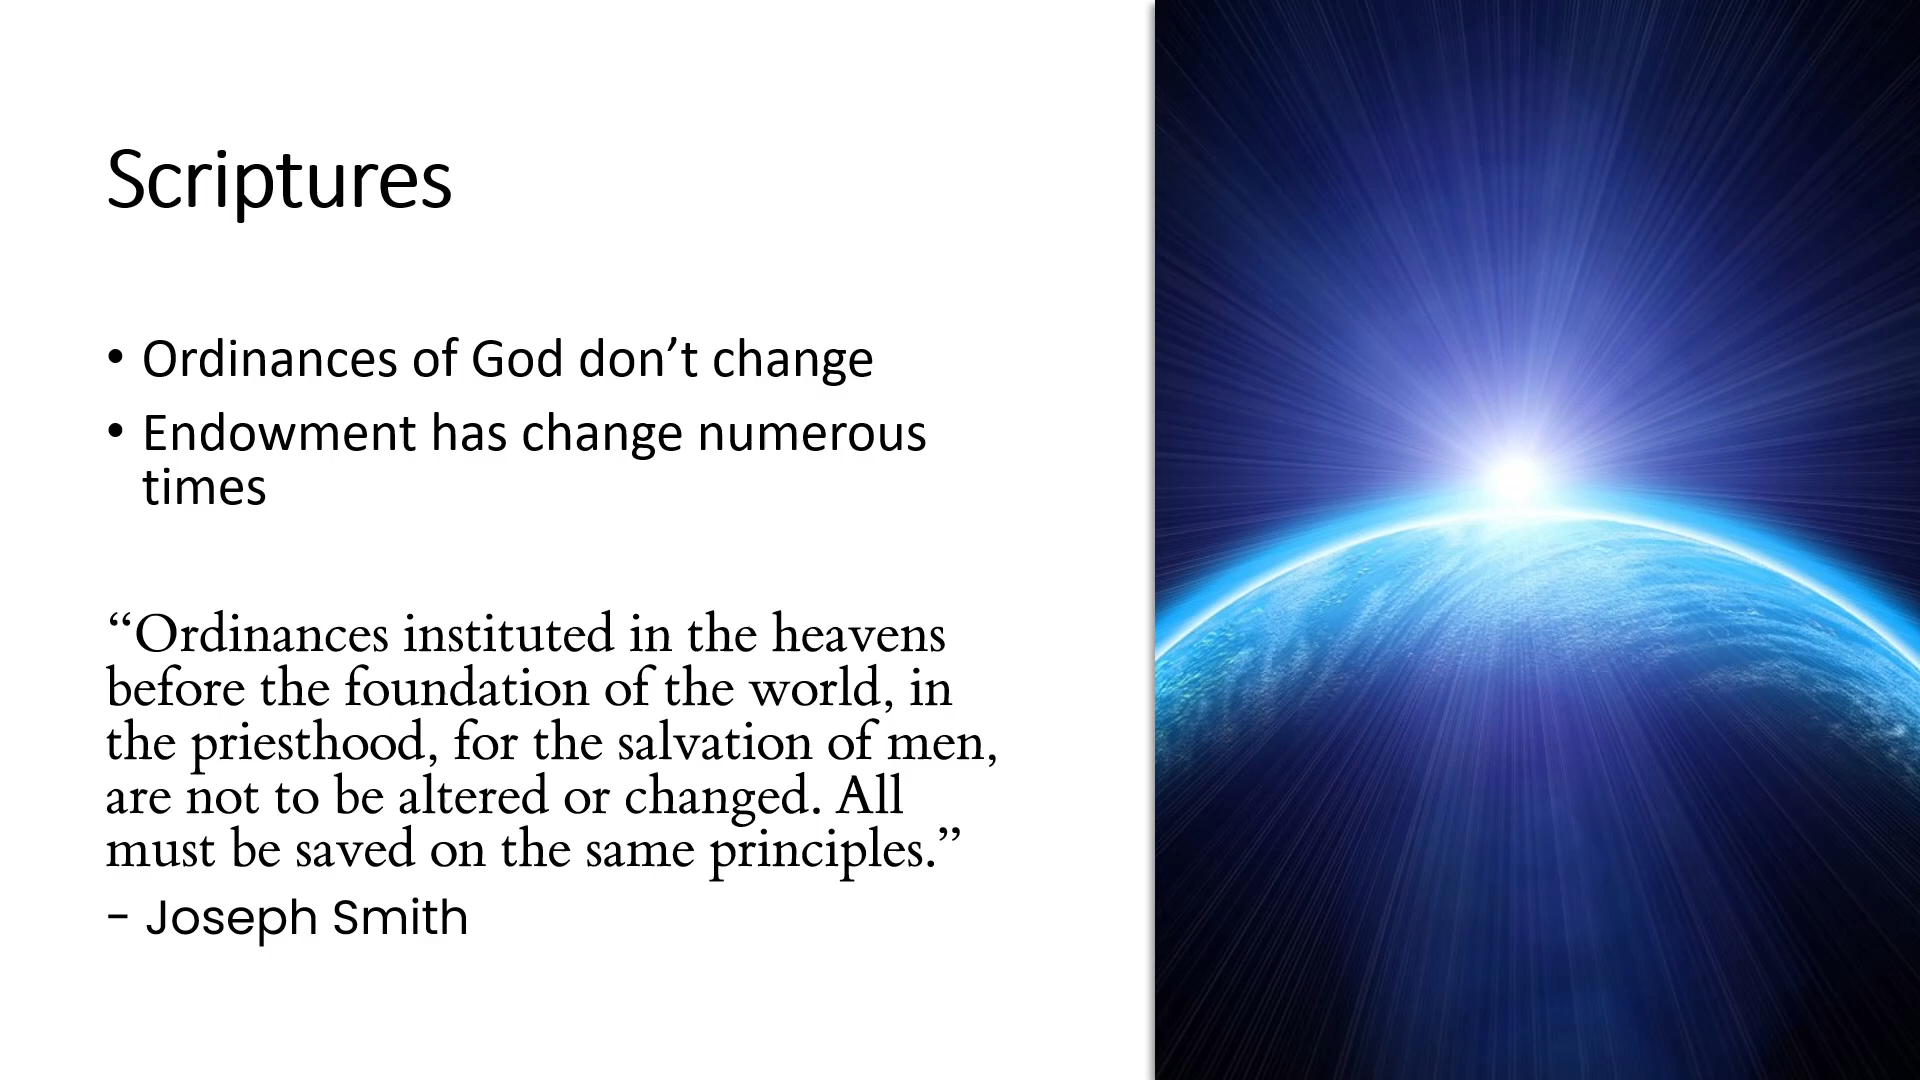 Scriptures
• Ordinances of God don’t change
• Endowment has change numerous
times
“Ordinances instituted in the heavens
before the foundation of the world, in
the priesthood, for the salvation of men,
are not to be altered or changed. All
must be saved on the same principles.”
- Joseph Smith